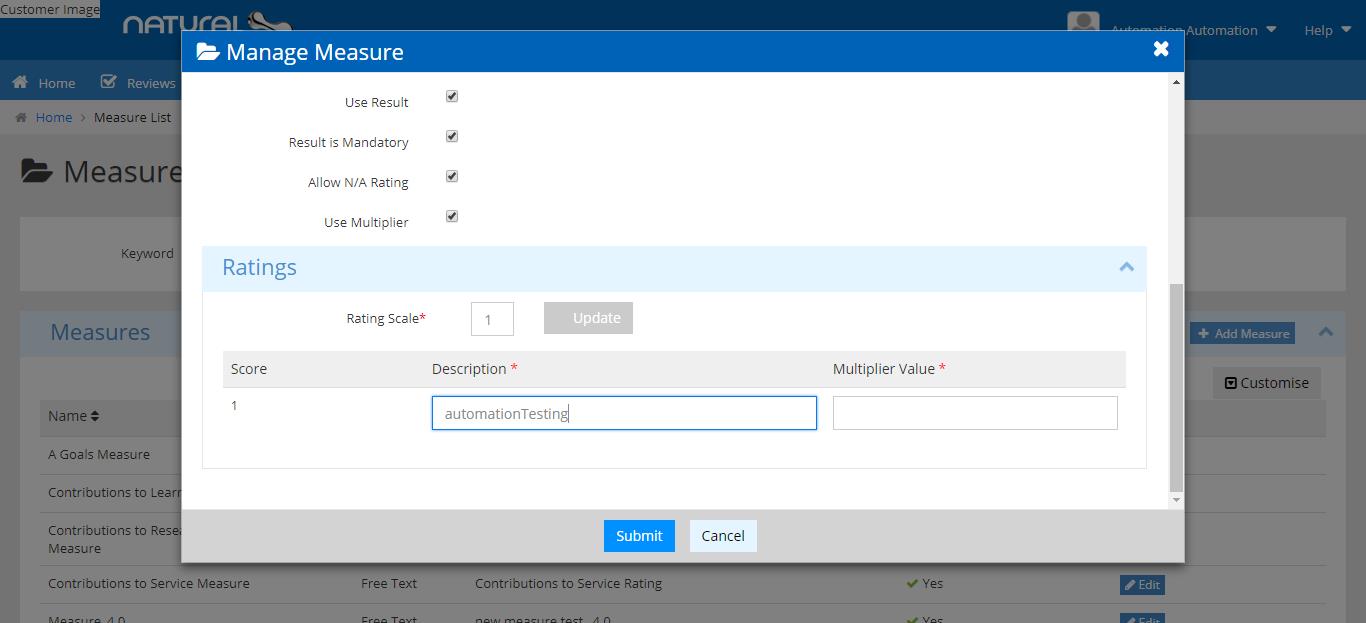 Customer Image
NATURAL
Manage Measure
Automation Automation
Help
Home
Reviews
Home > Measure List
Measure
Keyword
Use Result
Result is Mandatory
Allow N/A Rating
Use Multiplier
Ratings
Rating Scale*
1
Update
Score
Description *
Multiplier Value *
1
automationTesting
Submit
Cancel
Measures
Add Measure
Customise
Name
A Goals Measure
Contributions to Learn
Contributions to Resea
Measure
Contributions to Service Measure Free Text Contributions to Service Rating Yes Edit
Measure 4.0 Free Text new measure test 4.0 Yes Edit